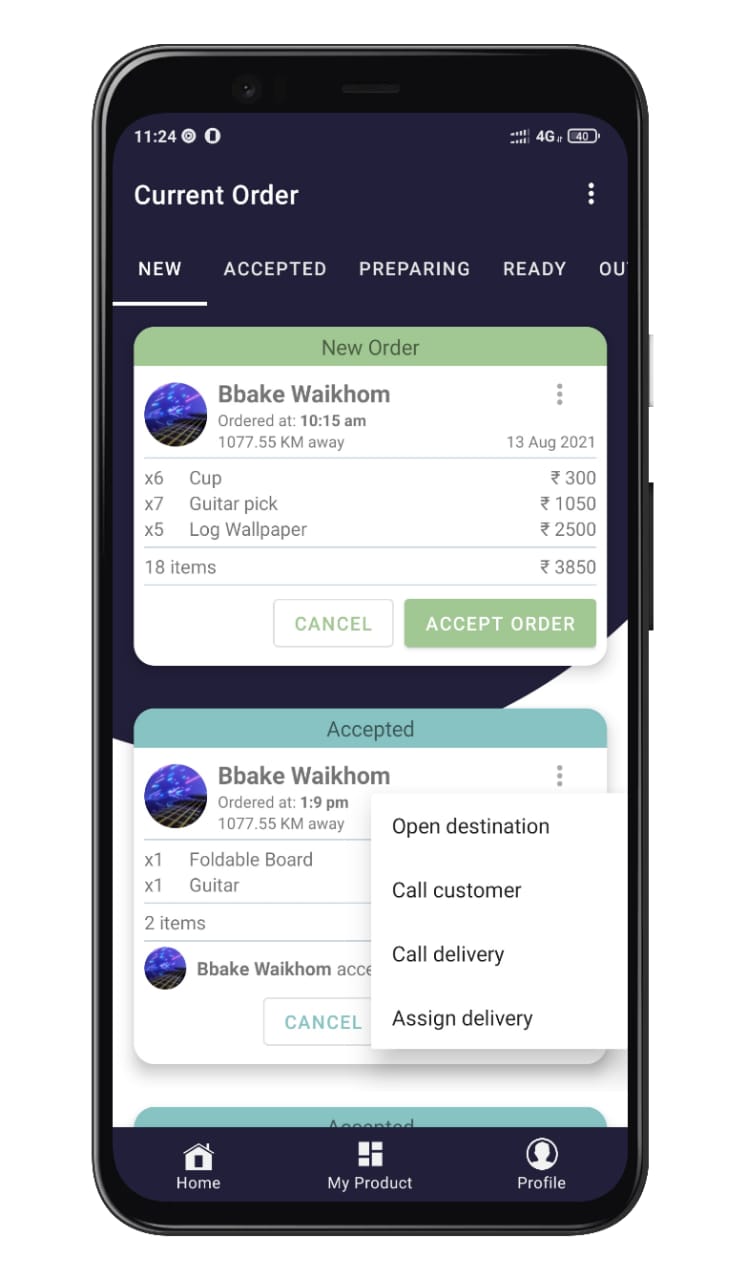 11:24 4G 40
Current Order
NEW ACCEPTED PREPARING READY OU
New Order
Bbake Waikhom
Ordered at: 10:15 am
1077.55 KM away 13 Aug 2021
x6 Cup ₹ 300
x7 Guitar pick ₹ 1050
x5 Log Wallpaper ₹ 2500
18 items ₹ 3850
CANCEL ACCEPT ORDER
Accepted
Bbake Waikhom
Ordered at: 1:9 pm
1077.55 KM away
Open destination
x1 Foldable Board
x1 Guitar
Call customer
2 items
Call delivery
Bbake Waikhom acce
CANCEL
Assign delivery
Accepted
Home My Product Profile